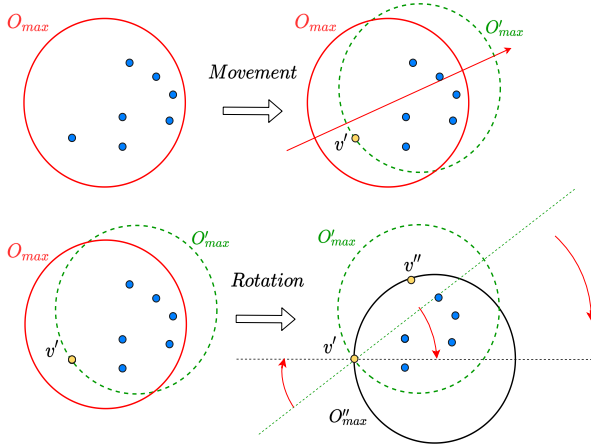 O_max
Movement
O_max
O′_max
v′
O_max
O′_max
v′
Rotation
O′_max
v″
v′
O″_max